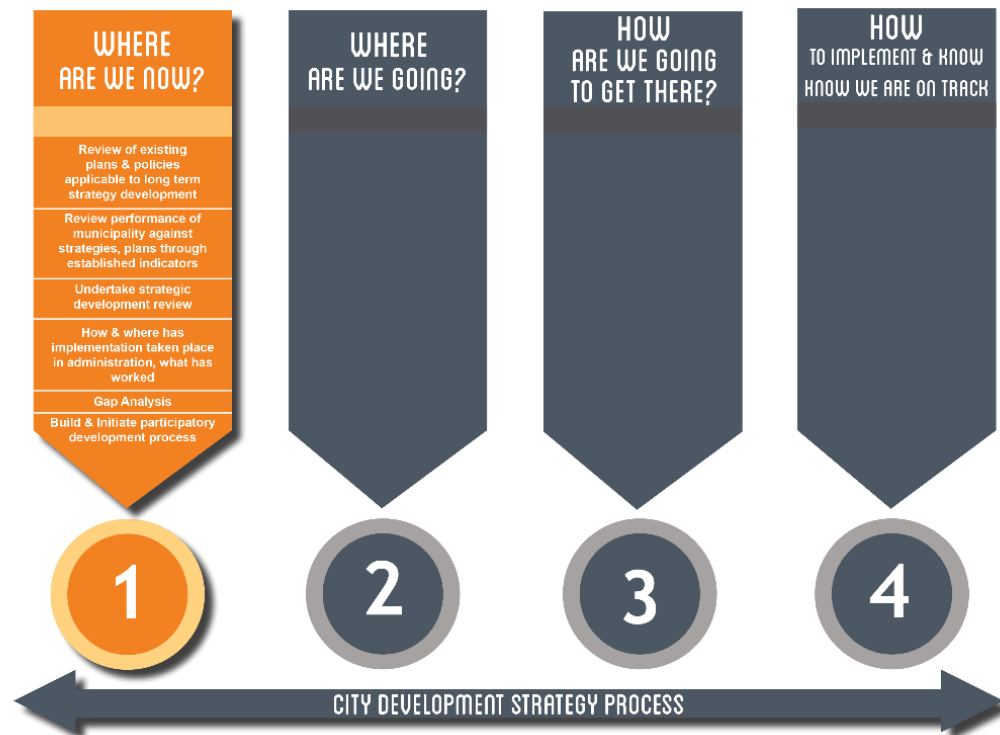 WHERE
ARE WE NOW?
Review of existing
plans & policies
applicable to long term
strategy development
Review performance of
municipality against
strategies, plans through
established indicators
Undertake strategic
development review
How & where has
implementation taken place
in administration, what has
worked
Gap Analysis
Build & Initiate participatory
development process
1
WHERE
ARE WE GOING?
2
HOW
ARE WE GOING
TO GET THERE?
3
HOW
TO IMPLEMENT & KNOW
KNOW WE ARE ON TRACK
4
CITY DEVELOPMENT STRATEGY PROCESS